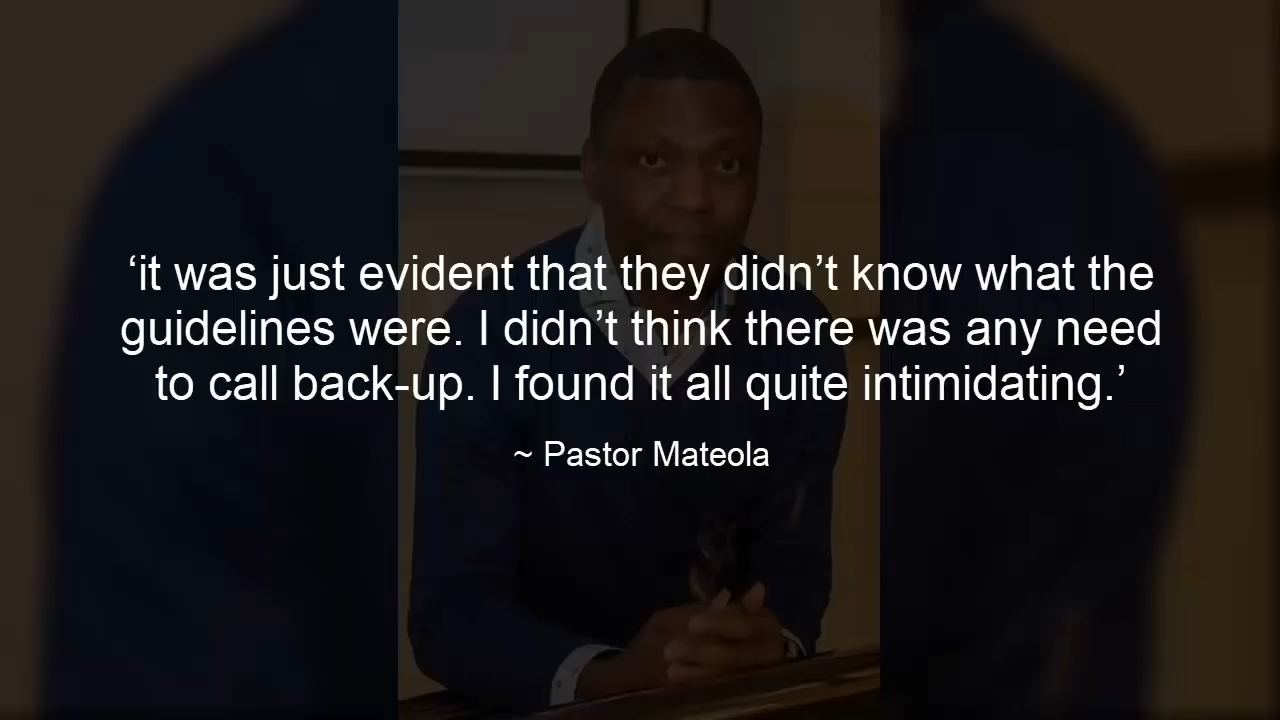 ‘it was just evident that they didn’t know what the
guidelines were. I didn’t think there was any need
to call back-up. I found it all quite intimidating.’
~ Pastor Mateola